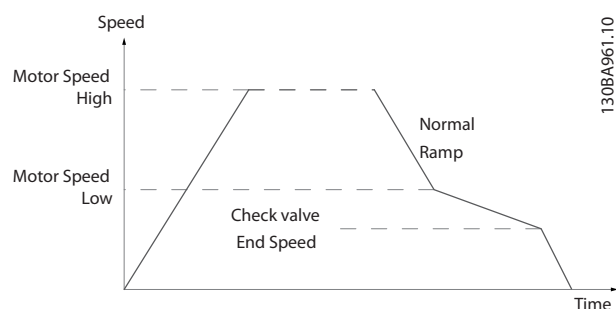 Speed
130BA961.10
Motor Speed
High
Normal
Ramp
Motor Speed
Low
Check valve
End Speed
Time